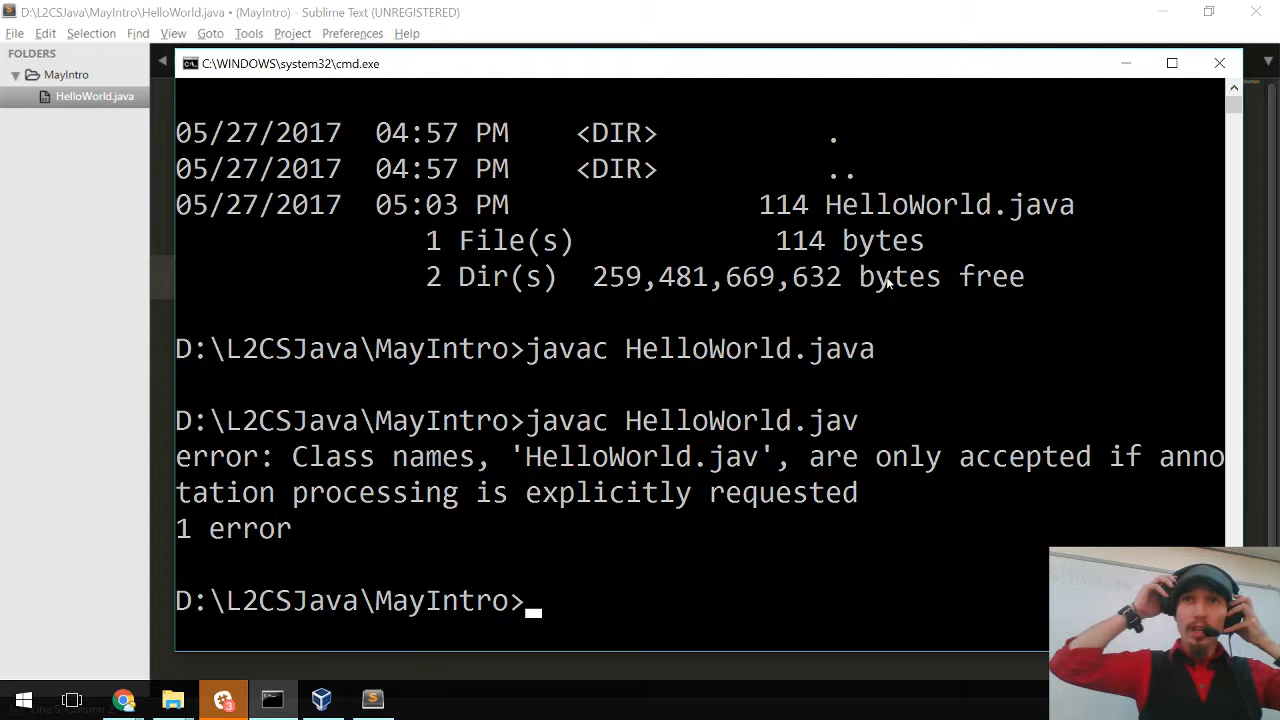 D:\L2CSJava\MayIntro\HelloWorld.java • (MayIntro) - Sublime Text (UNREGISTERED)
File Edit Selection Find View Goto Tools Project Preferences Help
FOLDERS
MayIntro
HelloWorld.java
C:\WINDOWS\system32\cmd.exe
05/27/2017 04:57 PM <DIR> .
05/27/2017 04:57 PM <DIR> ..
05/27/2017 05:03 PM 114 HelloWorld.java
1 File(s) 114 bytes
2 Dir(s) 259,481,669,632 bytes free
D:\L2CSJava\MayIntro>javac HelloWorld.java
D:\L2CSJava\MayIntro>javac HelloWorld.jav
error: Class names, 'HelloWorld.jav', are only accepted if anno
tation processing is explicitly requested
1 error
D:\L2CSJava\MayIntro>
3